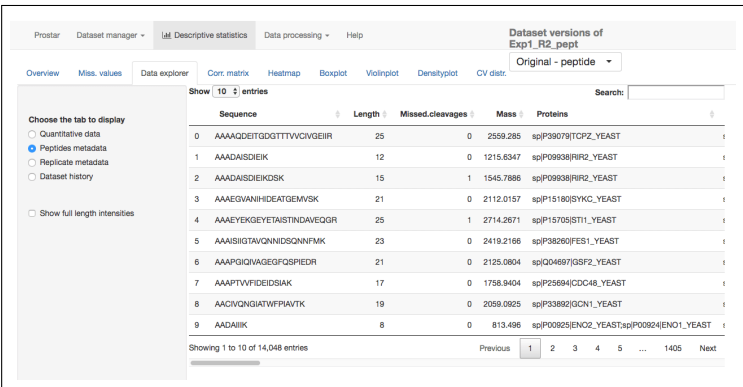 Prostar Dataset manager Descriptive statistics Data processing Help
Dataset versions of
Exp1_R2_pept
Original - peptide
Overview Miss. values Data explorer Corr. matrix Heatmap Boxplot Violinplot Densityplot CV distr.
Show 10 entries Search:
Choose the tab to display
Quantitative data
Peptides metadata
Replicate metadata
Dataset history
Show full length intensities
Sequence Length Missed.cleavages Mass Proteins
0 AAAAQDEITGDGTTTVVCIVGEIIR 25 0 2559.285 sp|P39079|TCPZ_YEAST
1 AAADAISDIEIK 12 0 1215.6347 sp|P09938|RIR2_YEAST
2 AAADAISDIEIKDSK 15 1 1545.7886 sp|P09938|RIR2_YEAST
3 AAAEGVANIHIDEATGEMVSK 21 0 2112.0157 sp|P15180|SYKC_YEAST
4 AAAEYEKGEYETAISTINDAVEQGR 25 1 2714.2671 sp|P15705|STI1_YEAST
5 AAAISIIGTAVQNNIDSQNNFMK 23 0 2419.2166 sp|P38260|FES1_YEAST
6 AAAPGIQIVAGEGFQSPIEDR 21 0 2125.0804 sp|Q04697|GSF2_YEAST
7 AAAPTVVFIDEIDSIAK 17 0 1758.9404 sp|P25694|CDC48_YEAST
8 AACIVQNGIATWFPIAVTK 19 0 2059.0925 sp|P33892|GCN1_YEAST
9 AADAIIIK 8 0 813.496 sp|P00925|ENO2_YEAST;sp|P00924|ENO1_YEAST
Showing 1 to 10 of 14,048 entries Previous 1 2 3 4 5 ... 1405 Next